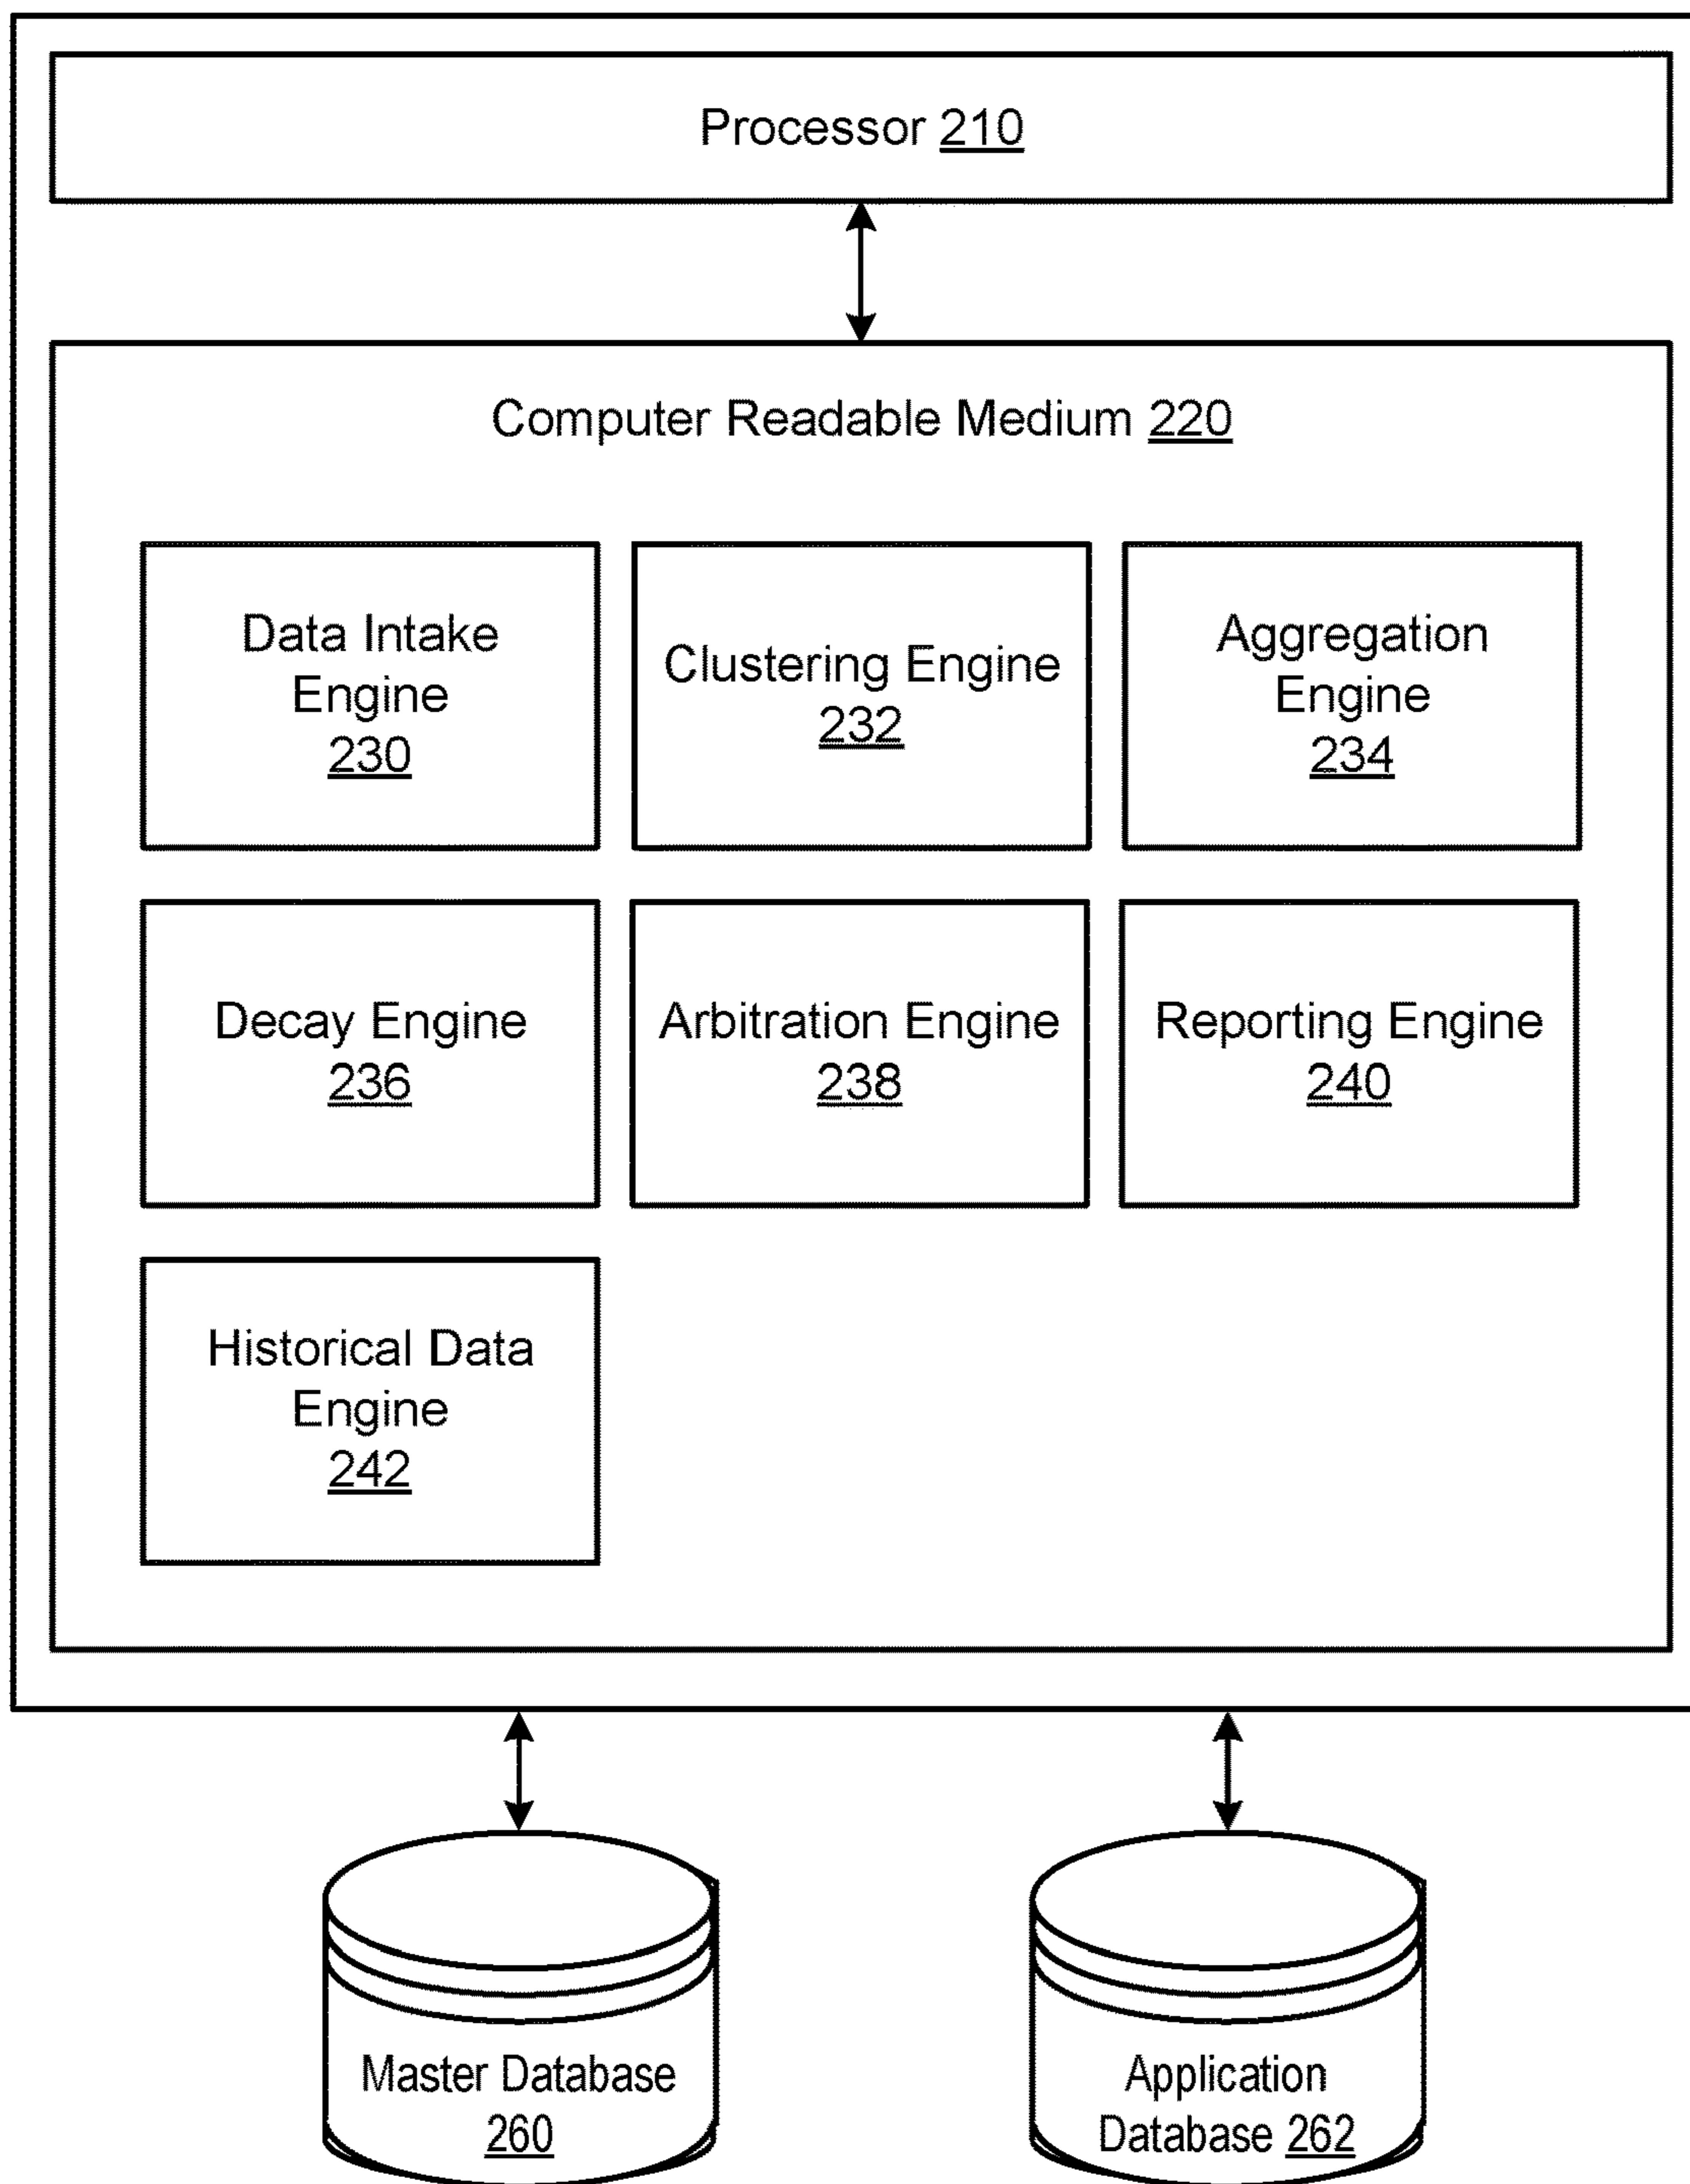 Processor 210
Computer Readable Medium 220
Data Intake
Engine
230
Clustering Engine
232
Aggregation
Engine
234
Decay Engine
236
Arbitration Engine
238
Reporting Engine
240
Historical Data
Engine
242
Master Database
260
Application
Database 262